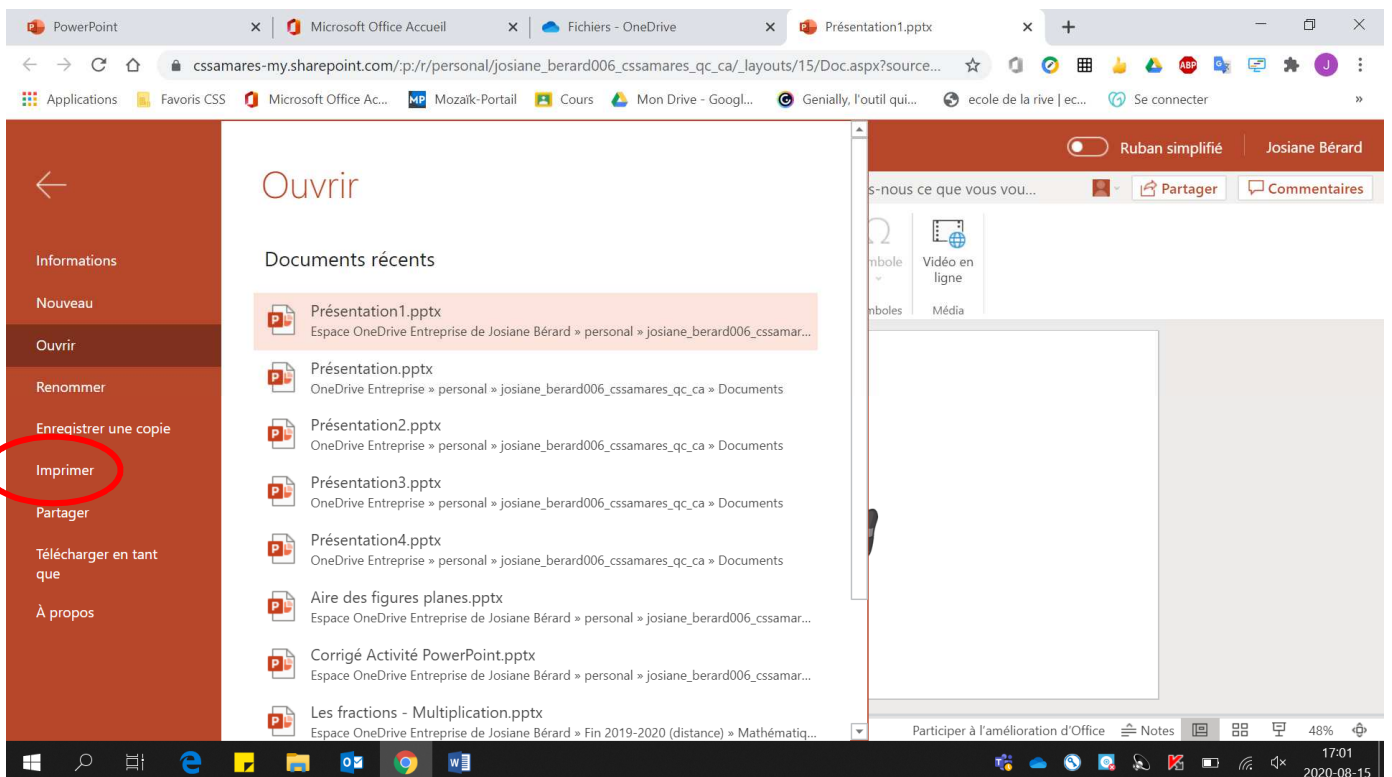 PowerPoint
Microsoft Office Accueil
Fichiers - OneDrive
Présentation1.pptx
cssamares-my.sharepoint.com/:p:/r/personal/josiane_berard006_cssamares_qc_ca/_layouts/15/Doc.aspx?source...
Applications
Favoris CSS
Microsoft Office Ac...
Mozaïk-Portail
Cours
Mon Drive - Googl...
Genially, l'outil qui...
ecole de la rive | ec...
Se connecter
Ruban simplifié
Josiane Bérard
s-nous ce que vous vou...
Partager
Commentaires
mbole
Vidéo en
ligne
mboles
Média
Informations
Nouveau
Ouvrir
Renommer
Enregistrer une copie
Imprimer
Partager
Télécharger en tant
que
À propos
Ouvrir
Documents récents
Présentation1.pptx
Espace OneDrive Entreprise de Josiane Bérard » personal » josiane_berard006_cssamar...
Présentation.pptx
OneDrive Entreprise » personal » josiane_berard006_cssamares_qc_ca » Documents
Présentation2.pptx
OneDrive Entreprise » personal » josiane_berard006_cssamares_qc_ca » Documents
Présentation3.pptx
OneDrive Entreprise » personal » josiane_berard006_cssamares_qc_ca » Documents
Présentation4.pptx
OneDrive Entreprise » personal » josiane_berard006_cssamares_qc_ca » Documents
Aire des figures planes.pptx
Espace OneDrive Entreprise de Josiane Bérard » personal » josiane_berard006_cssamar...
Corrigé Activité PowerPoint.pptx
Espace OneDrive Entreprise de Josiane Bérard » personal » josiane_berard006_cssamar...
Les fractions - Multiplication.pptx
Espace OneDrive Entreprise de Josiane Bérard » Fin 2019-2020 (distance) » Mathématiq...
Participer à l'amélioration d'Office
Notes
48%
17:01
2020-08-15